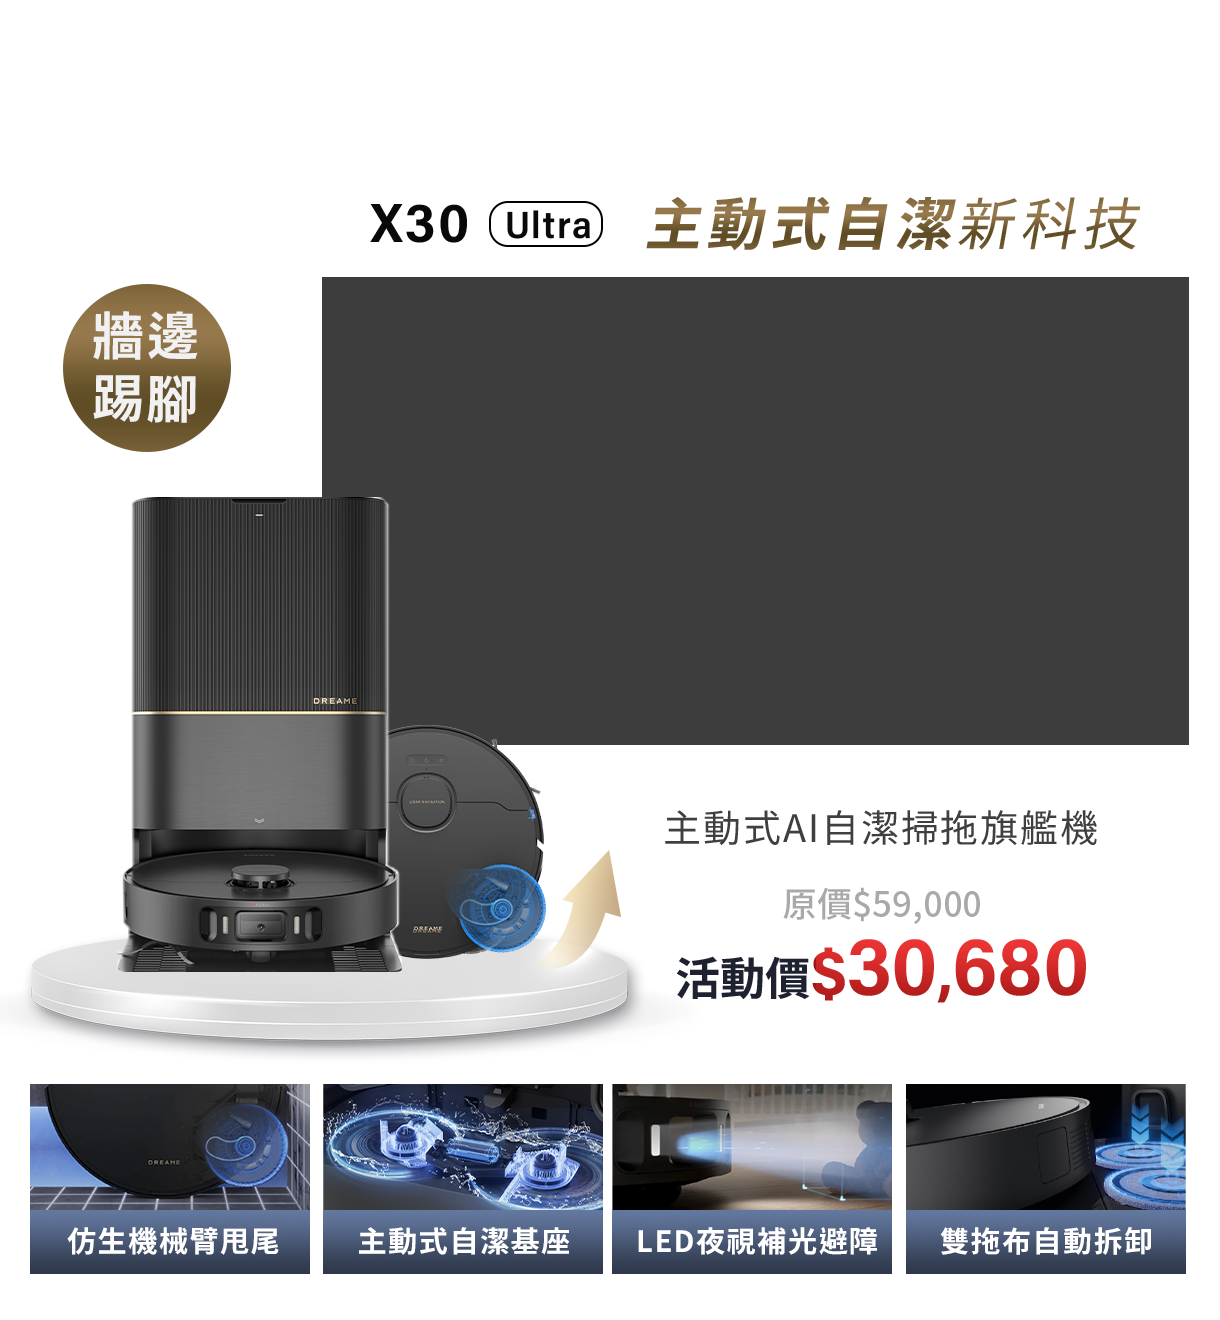 X30 Ultra 主動式自潔新科技
牆邊
踢腳
DREAME
DREAME
主動式AI自潔掃拖旗艦機
原價$59,000
活動價$30,680
DREAME
仿生機械臂甩尾
主動式自潔基座
LED夜視補光避障
雙拖布自動拆卸